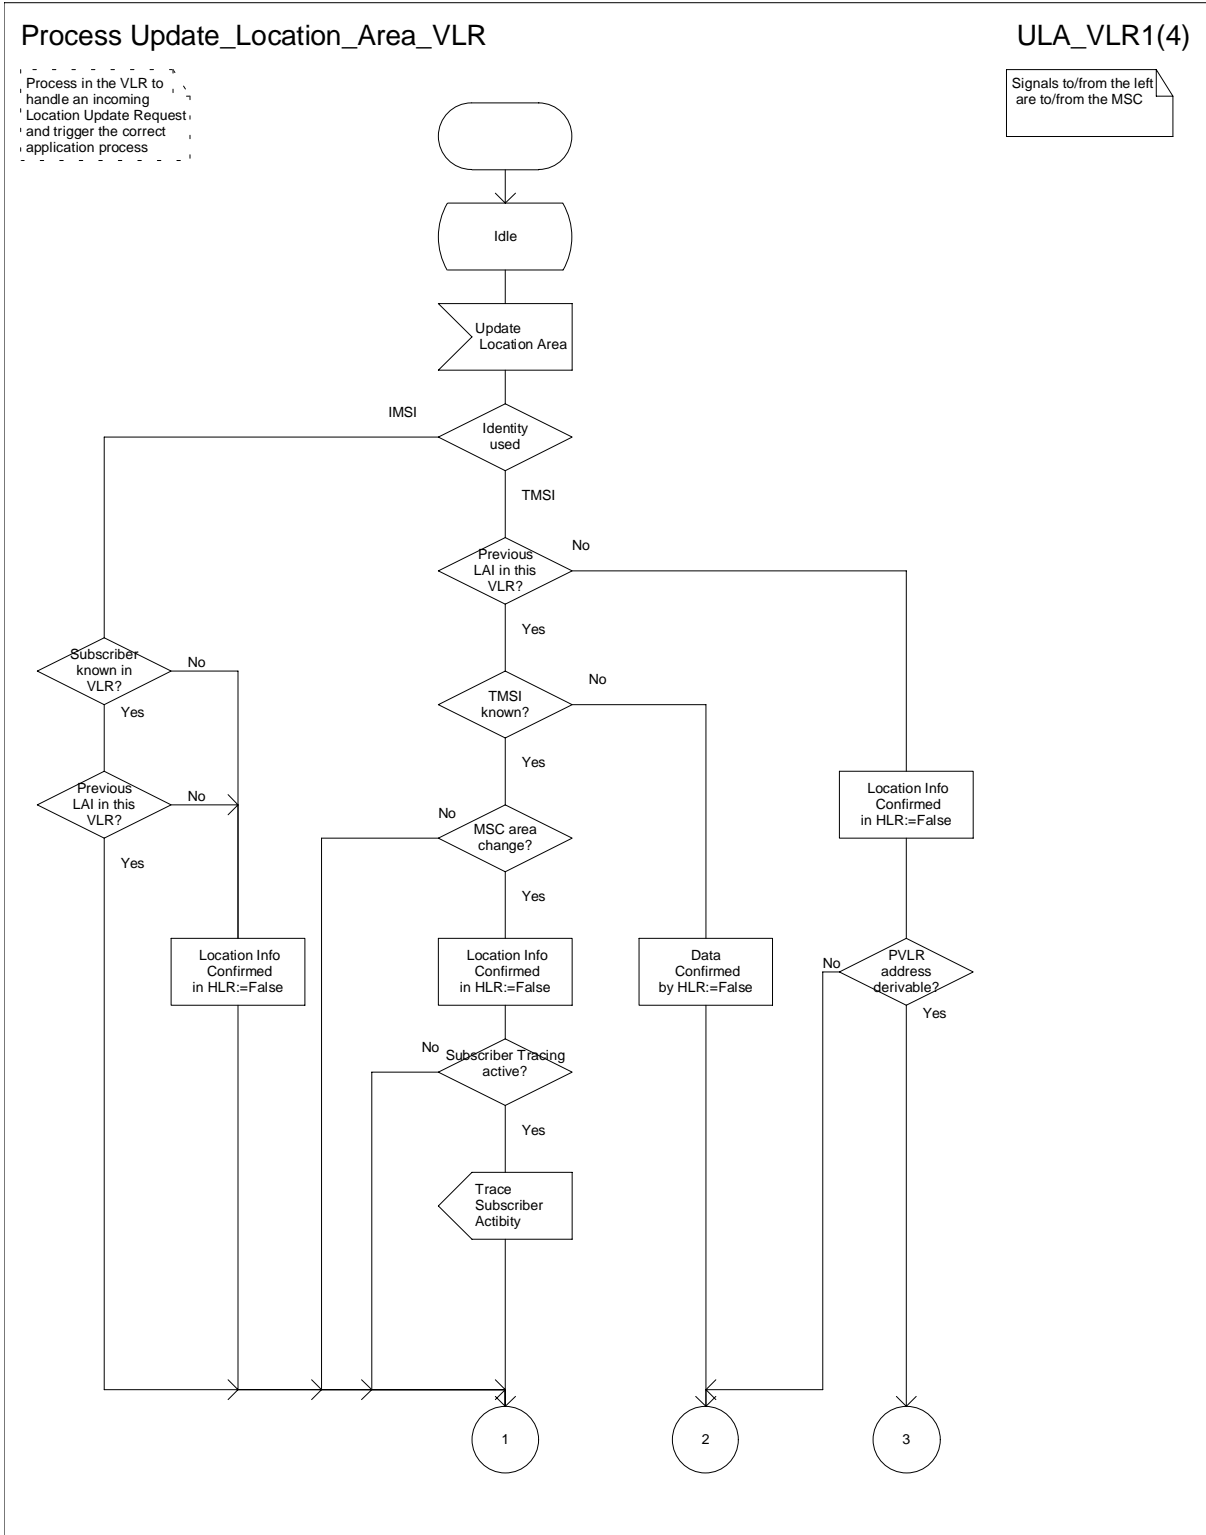 Process Update_Location_Area_VLR
ULA_VLR1(4)
Process in the VLR to
handle an incoming
Location Update Request
and trigger the correct
application process
Signals to/from the left
are to/from the MSC
Idle
Update
Location Area
IMSI
Identity
used
TMSI
Previous
LAI in this
VLR?
No
Yes
Subscriber
known in
VLR?
No
Yes
TMSI
known?
No
Yes
Previous
LAI in this
VLR?
No
Yes
No
MSC area
change?
Yes
Location Info
Confirmed
in HLR:=False
Location Info
Confirmed
in HLR:=False
Location Info
Confirmed
in HLR:=False
Data
Confirmed
by HLR:=False
No
PVLR
address
derivable?
Yes
No
Subscriber Tracing
active?
Yes
Trace
Subscriber
Actibity
1
2
3